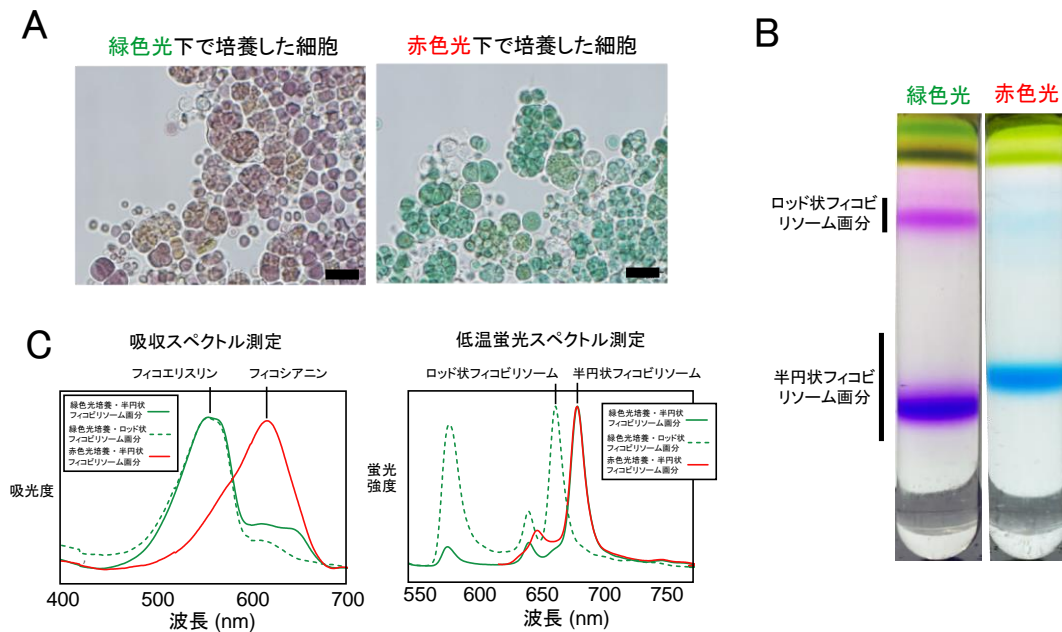 A
緑色光下で培養した細胞
赤色光下で培養した細胞
B
緑色光
赤色光
ロッド状フィコビ
リソーム画分
半円状フィコビ
リソーム画分
C
吸収スペクトル測定
フィコエリスリン
フィコシアニン
緑色光培養・半円状
フィコビリソーム画分
緑色光培養・ロッド状
フィコビリソーム画分
赤色光培養・半円状
フィコビリソーム画分
吸光度
400
500
600
700
波長 (nm)
低温蛍光スペクトル測定
ロッド状フィコビリソーム
半円状フィコビリソーム
緑色光培養・半円状
フィコビリソーム画分
緑色光培養・ロッド状
フィコビリソーム画分
赤色光培養・半円状
フィコビリソーム画分
蛍光
強度
550
600
650
700
750
波長 (nm)